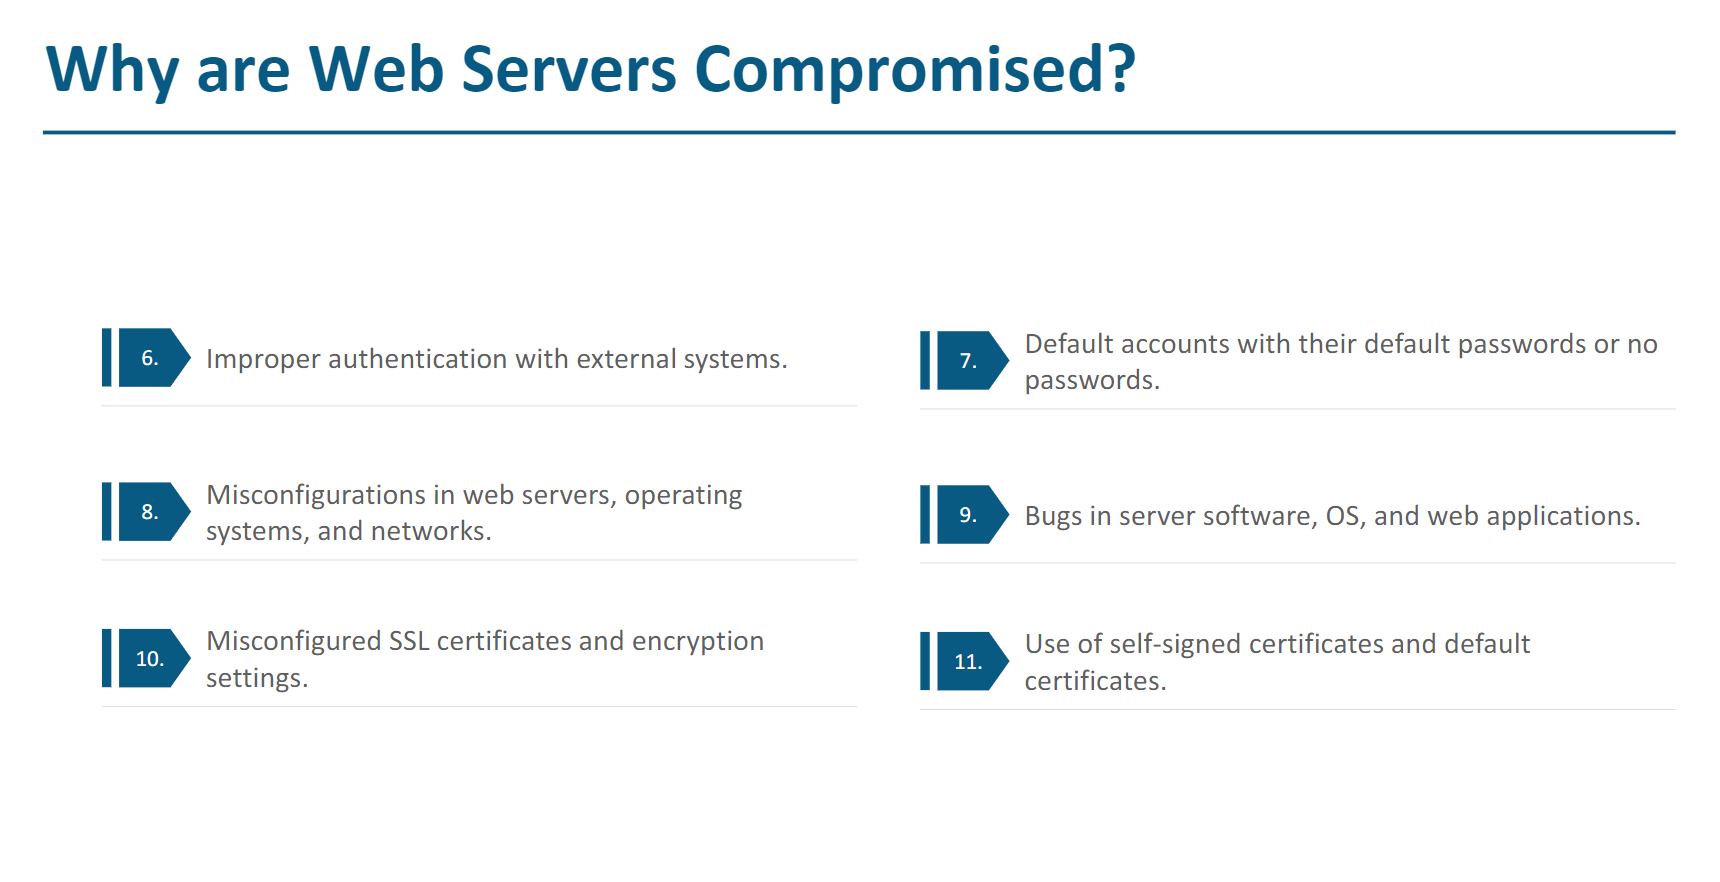 Why are Web Servers Compromised?
6. Improper authentication with external systems.
7. Default accounts with their default passwords or no
passwords.
8. Misconfigurations in web servers, operating
systems, and networks.
9. Bugs in server software, OS, and web applications.
10. Misconfigured SSL certificates and encryption
settings.
11. Use of self-signed certificates and default
certificates.